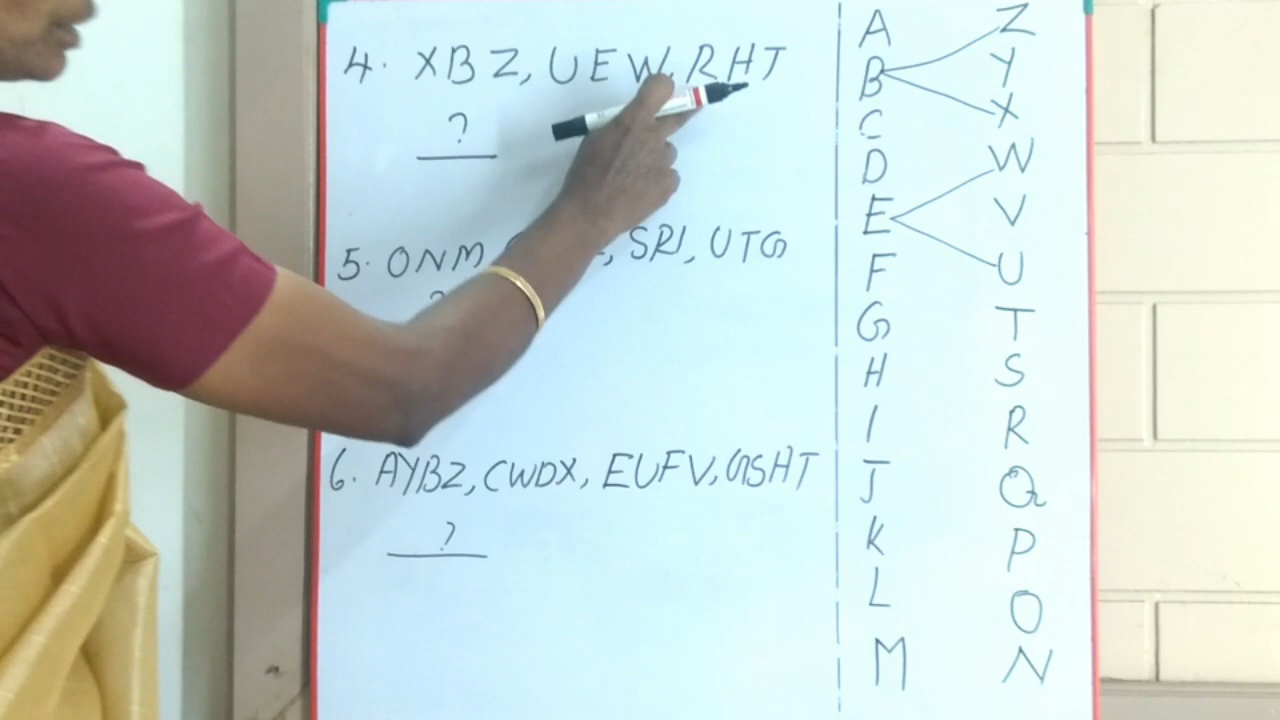 4. XBZ, UEW, RHT
?
5. ONM, SRI, UTG
6. AYBZ, CWDX, EUFV, GSHT
?
A Z
B Y
C X
D W
E V
F U
G T
H S
I R
J Q
K P
L O
M N